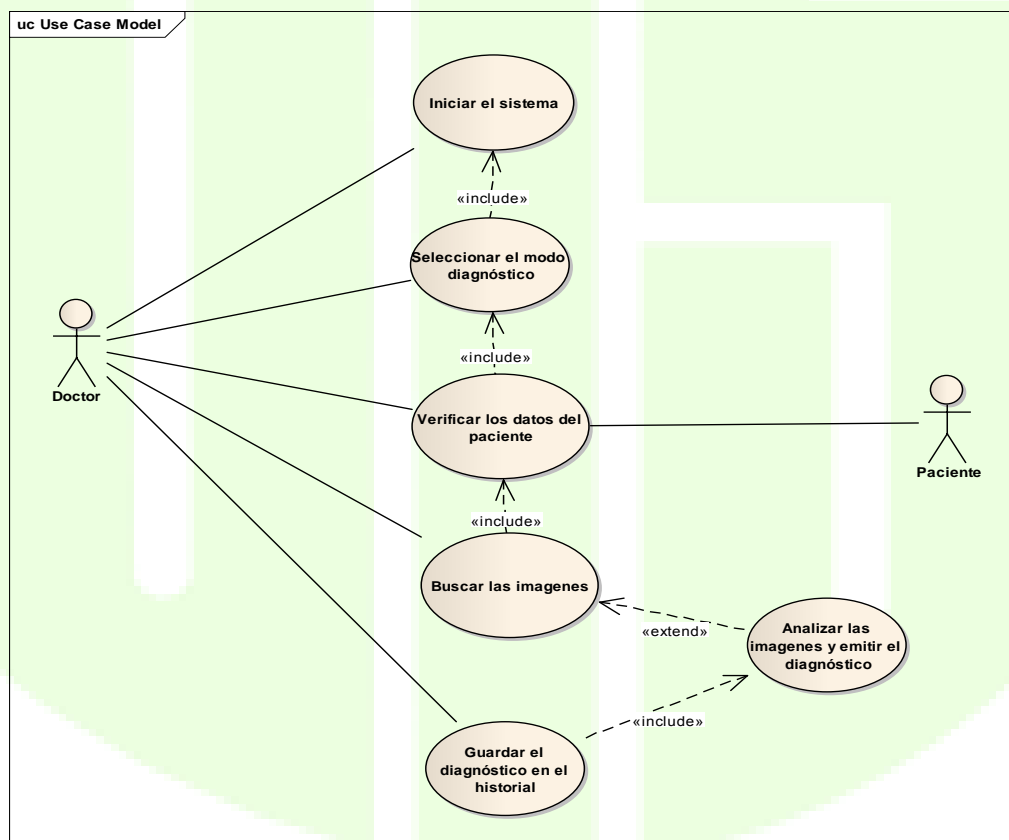 uc Use Case Model
Iniciar el sistema
«include»
Seleccionar el modo
diagnóstico
«include»
Doctor
Verificar los datos del
paciente
Paciente
«include»
Buscar las imagenes
«extend»
Analizar las
imagenes y emitir el
diagnóstico
«include»
Guardar el
diagnóstico en el
historial